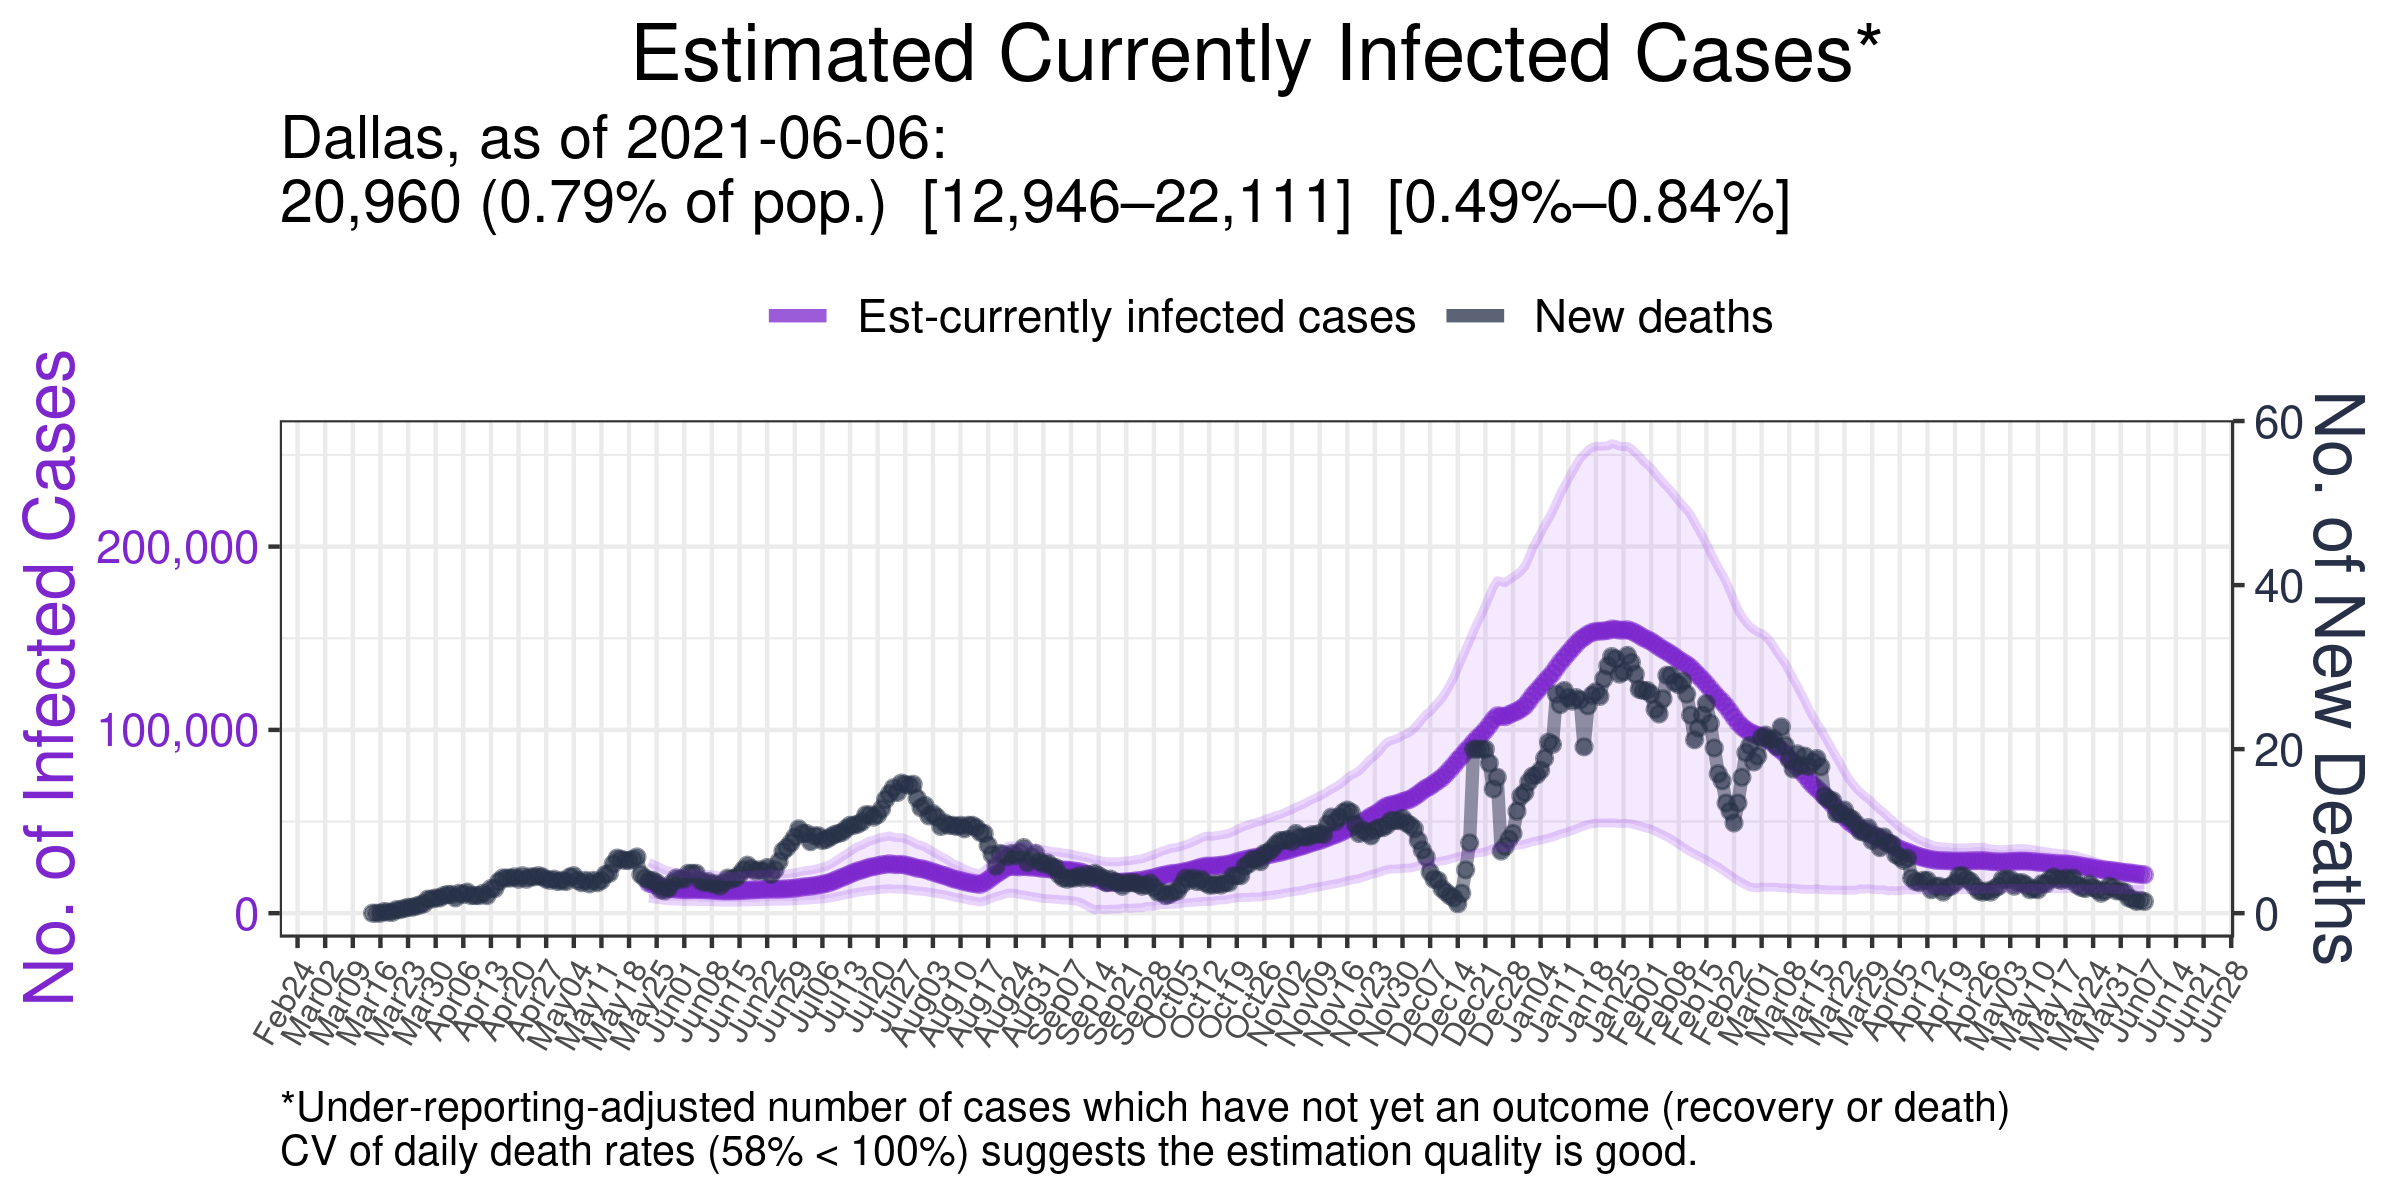 Estimated Currently Infected Cases*
Dallas, as of 2021-06-06:
20,960 (0.79% of pop.) [12,946–22,111] [0.49%–0.84%]
Est-currently infected cases
New deaths
No. of Infected Cases
200,000
100,000
0
60
40
20
0
No. of New Deaths
Feb24
Mar02
Mar09
Mar16
Mar23
Mar30
Apr06
Apr13
Apr20
Apr27
May04
May11
May18
May25
Jun01
Jun08
Jun15
Jun22
Jun29
Jul06
Jul13
Jul20
Jul27
Aug03
Aug10
Aug17
Aug24
Aug31
Sep07
Sep14
Sep21
Sep28
Oct05
Oct12
Oct19
Oct26
Nov02
Nov09
Nov16
Nov23
Nov30
Dec07
Dec14
Dec21
Dec28
Jan04
Jan11
Jan18
Jan25
Feb01
Feb08
Feb15
Feb22
Mar01
Mar08
Mar15
Mar22
Mar29
Apr05
Apr12
Apr19
Apr26
May03
May10
May17
May24
May31
Jun07
Jun14
Jun21
Jun28
*Under-reporting-adjusted number of cases which have not yet an outcome (recovery or death)
CV of daily death rates (58% < 100%) suggests the estimation quality is good.